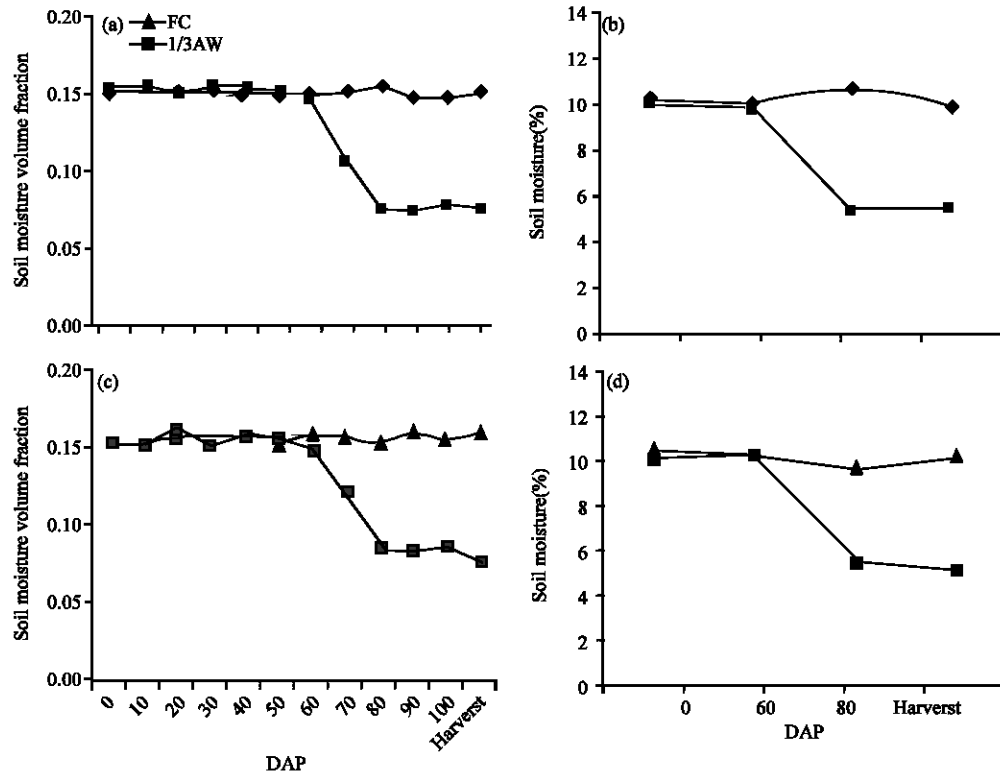 (a)
FC
1/3AW
0.20
0.15
0.10
0.05
0.00
Soil moisture volume fraction
(b)
14
12
10
8
6
4
2
0
Soil moisture(%)
(c)
0.20
0.15
0.10
0.05
0.00
Soil moisture volume fraction
0 10 20 30 40 50 60 70 80 90 100 Harverst
DAP
(d)
14
12
10
8
6
4
2
0
Soil moisture(%)
0 60 80 Harverst
DAP